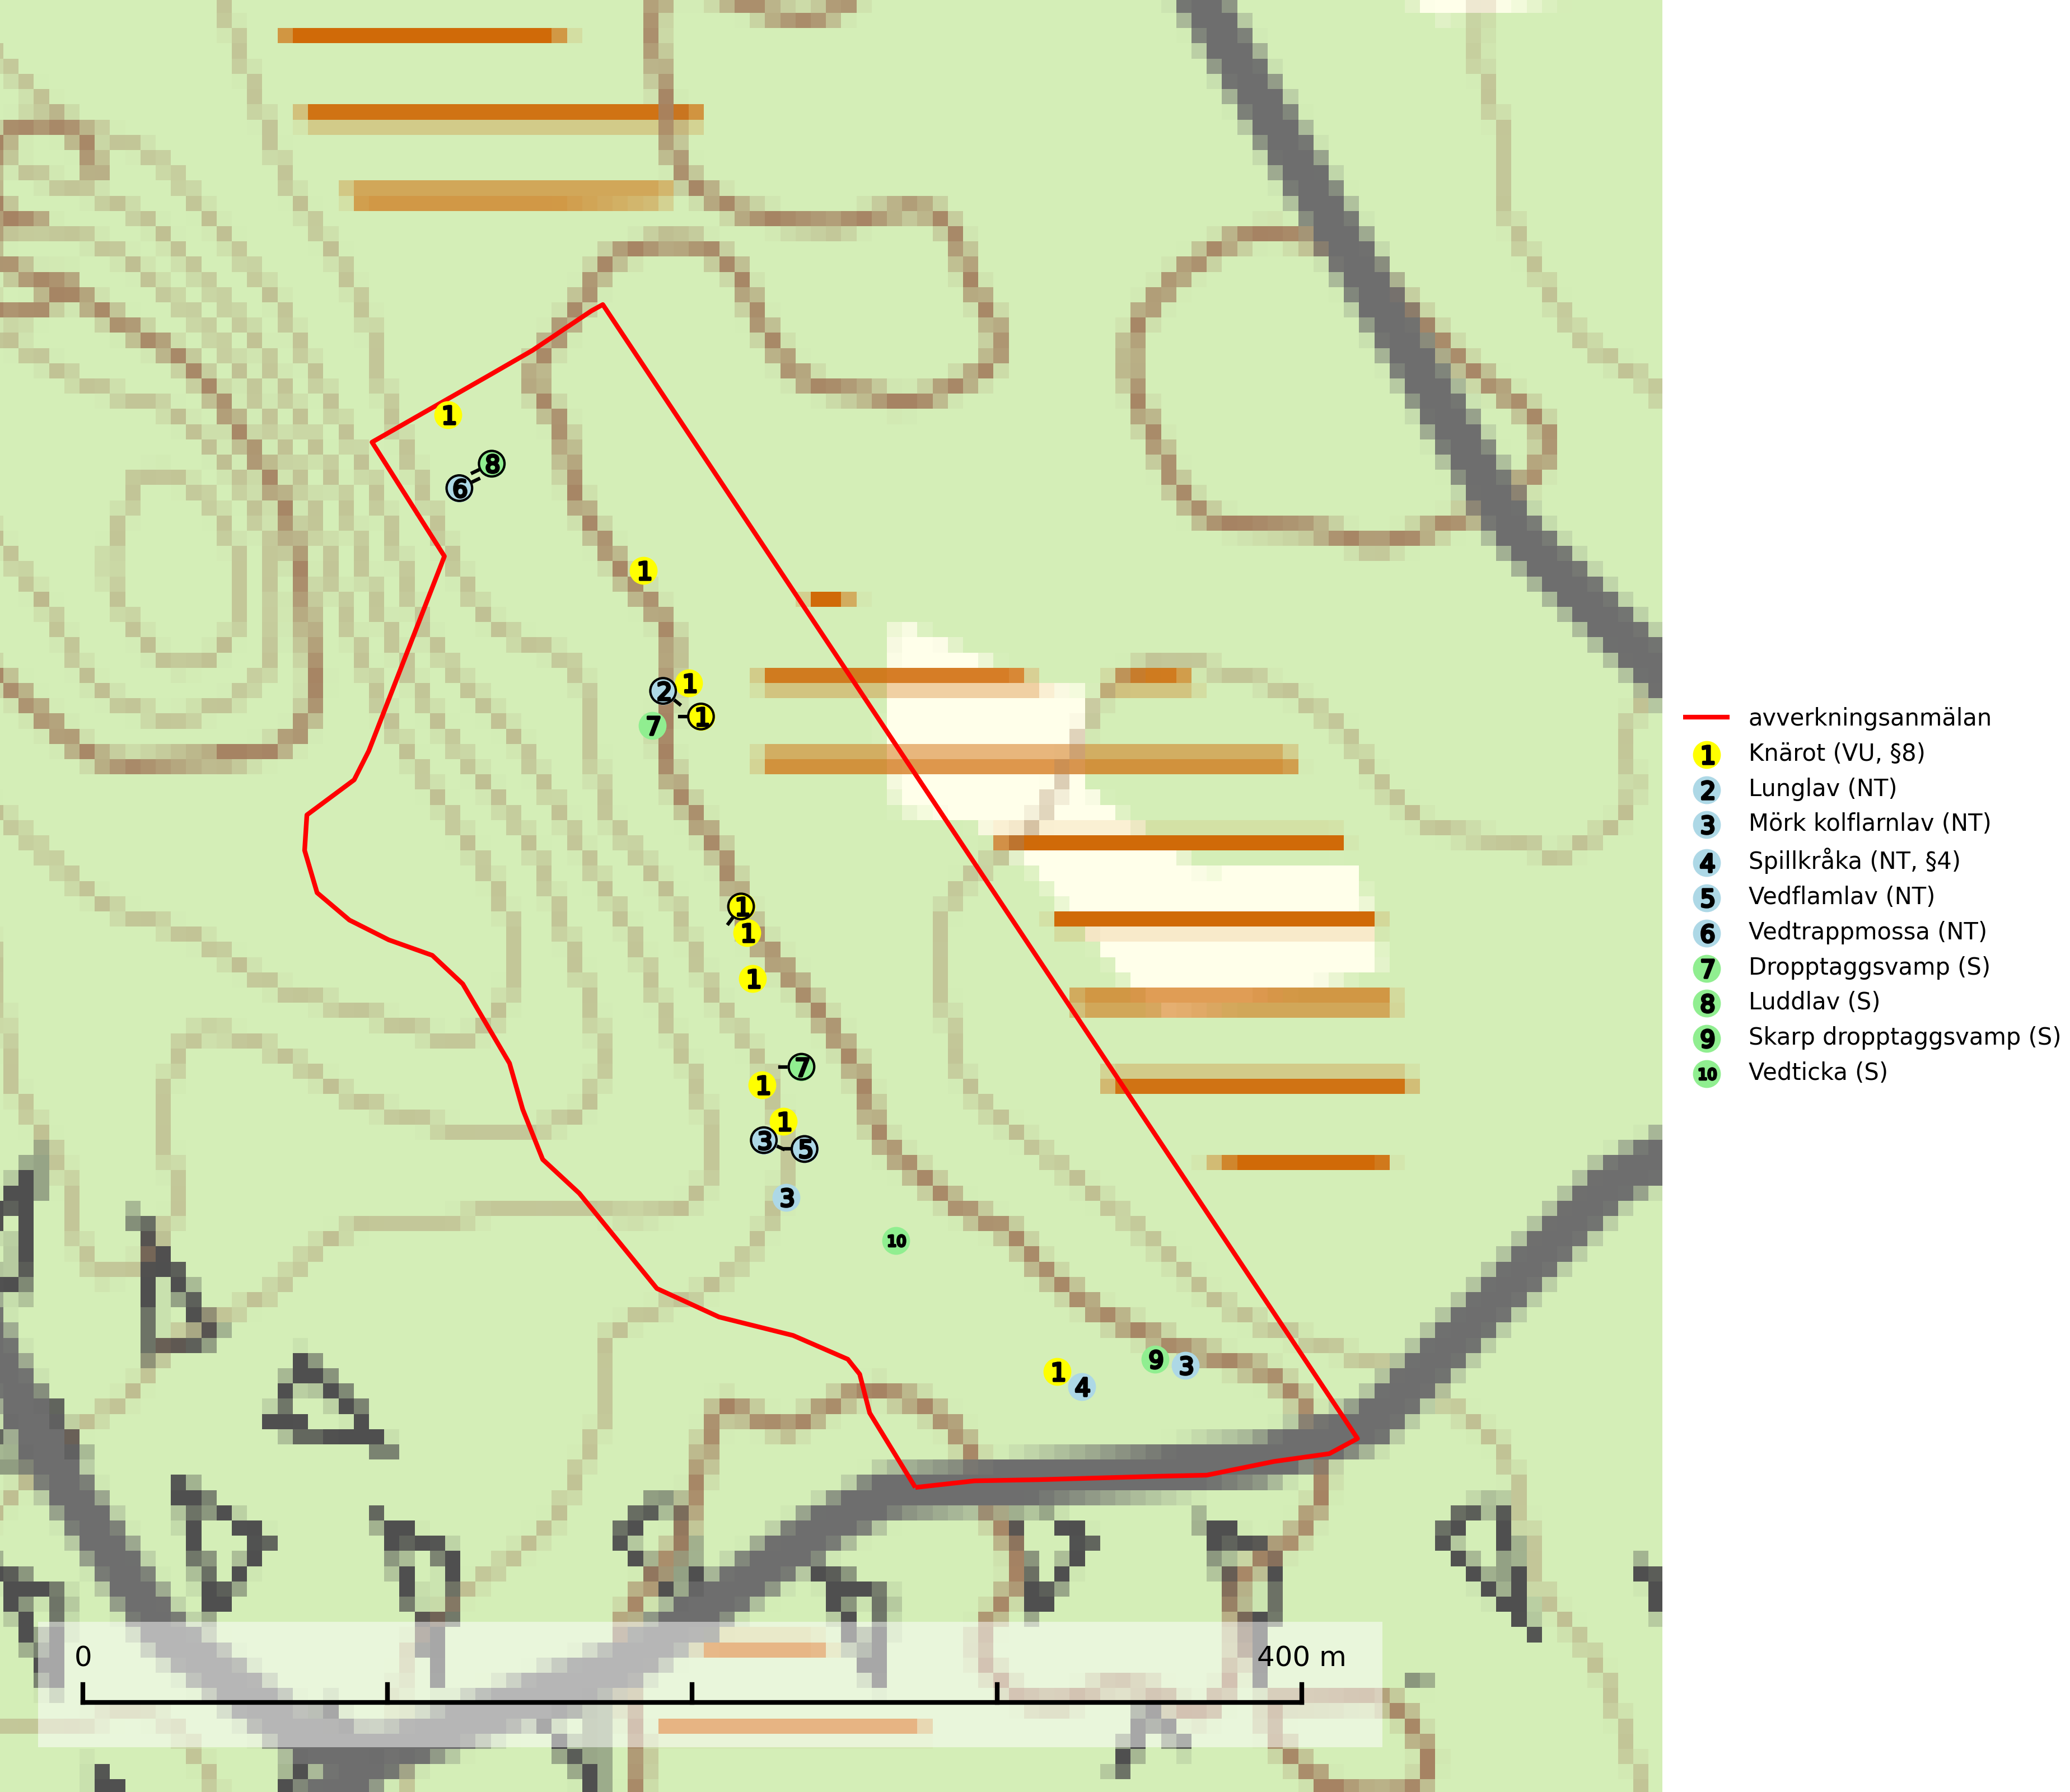 1
8
6
1
2
1
1
7
1
1
1
7
1
1
3
5
3
10
1
4
9
3
0
400 m
avverkningsanmälan
1 Knärot (VU, §8)
2 Lunglav (NT)
3 Mörk kolflarnlav (NT)
4 Spillkråka (NT, §4)
5 Vedflamlav (NT)
6 Vedtrappmossa (NT)
7 Dropptaggsvamp (S)
8 Luddlav (S)
9 Skarp dropptaggsvamp (S)
10 Vedticka (S)